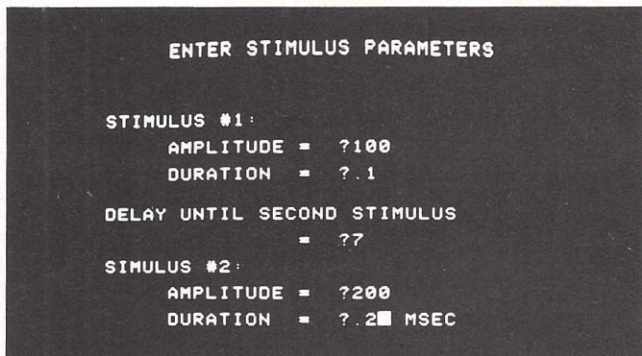 ENTER STIMULUS PARAMETERS
STIMULUS #1:
AMPLITUDE = ?100
DURATION = ?.1
DELAY UNTIL SECOND STIMULUS
= ?7
SIMULUS #2:
AMPLITUDE = ?200
DURATION = ?.2 MSEC